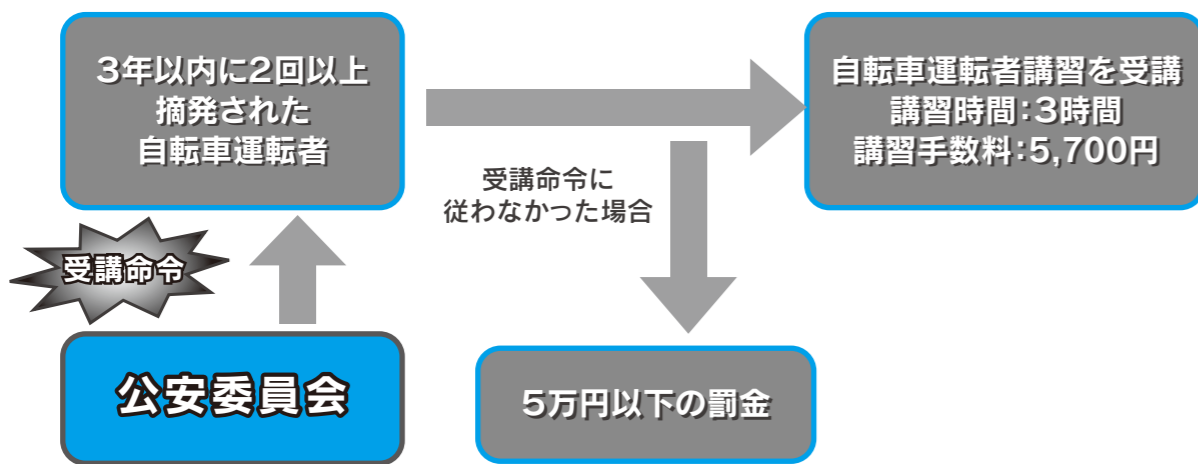 3年以内に2回以上
摘発された
自転車運転者
自転車運転者講習を受講
講習時間:3時間
講習手数料:5,700円
受講命令に
従わなかった場合
受講命令
公安委員会
5万円以下の罰金